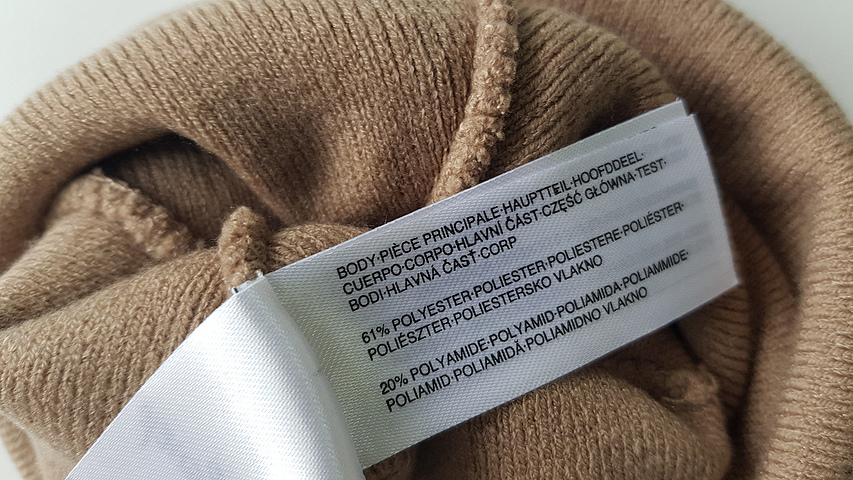 BODY·PIÈCE PRINCIPALE·HAUPTTEIL·HOOFDDEEL·
CUERPO·CORPO·HLAVNÍ ČÁST·CZĘŚĆ GŁÓWNA·TEST·
BODI·HLAVNÁ ČASŤ·CORP
61% POLYESTER·POLIESTER·POLIESTERE·POLIÉSTER·
POLIÉSZTER·POLIESTERSKO VLAKNO
20% POLYAMIDE·POLYAMID·POLIAMIDA·POLIAMMIDE·
POLIAMID·POLIAMIDĂ·POLIAMIDNO VLAKNO